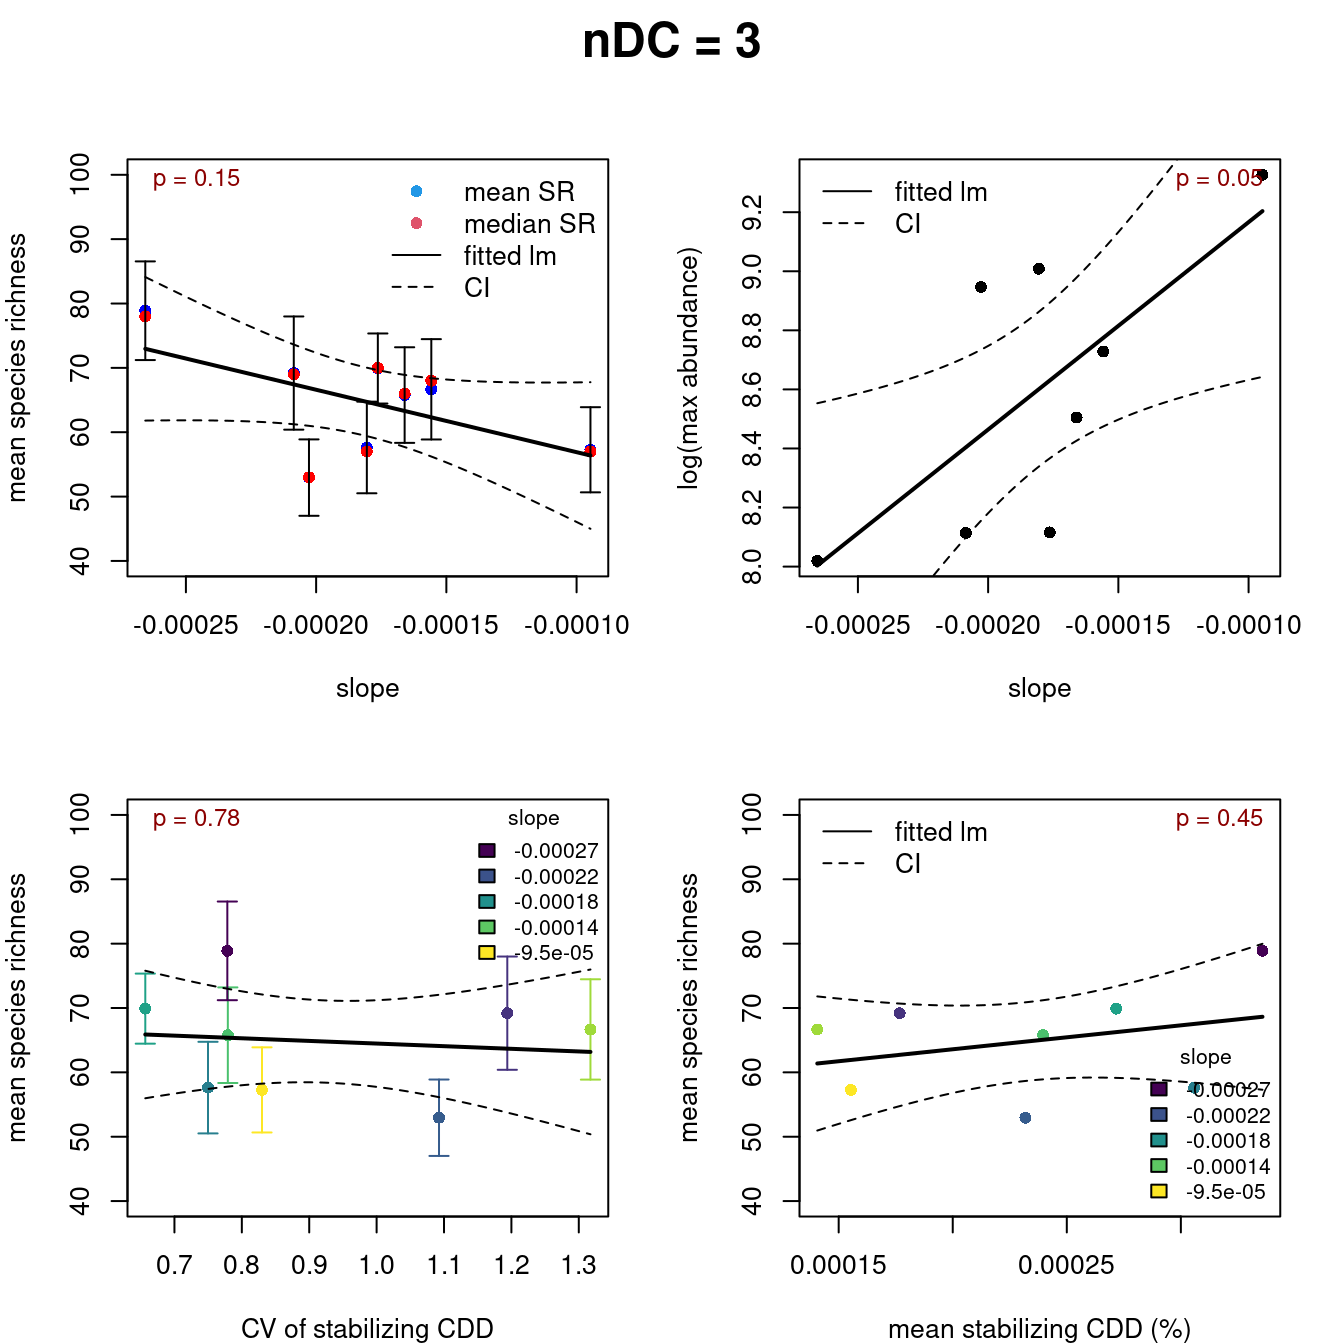 nDC = 3
p = 0.15
mean SR
median SR
fitted lm
CI
mean species richness
100
90
80
70
60
50
40
-0.00025 -0.00020 -0.00015 -0.00010
slope
p = 0.05
fitted lm
CI
log(max abundance)
9.2
9.0
8.8
8.6
8.4
8.2
8.0
-0.00025 -0.00020 -0.00015 -0.00010
slope
p = 0.78
slope
-0.00027
-0.00022
-0.00018
-0.00014
-9.5e-05
mean species richness
100
90
80
70
60
50
40
0.7 0.8 0.9 1.0 1.1 1.2 1.3
CV of stabilizing CDD
p = 0.45
fitted lm
CI
mean species richness
100
90
80
70
60
50
40
slope
-0.00027
-0.00022
-0.00018
-0.00014
-9.5e-05
0.00015 0.00025
mean stabilizing CDD (%)